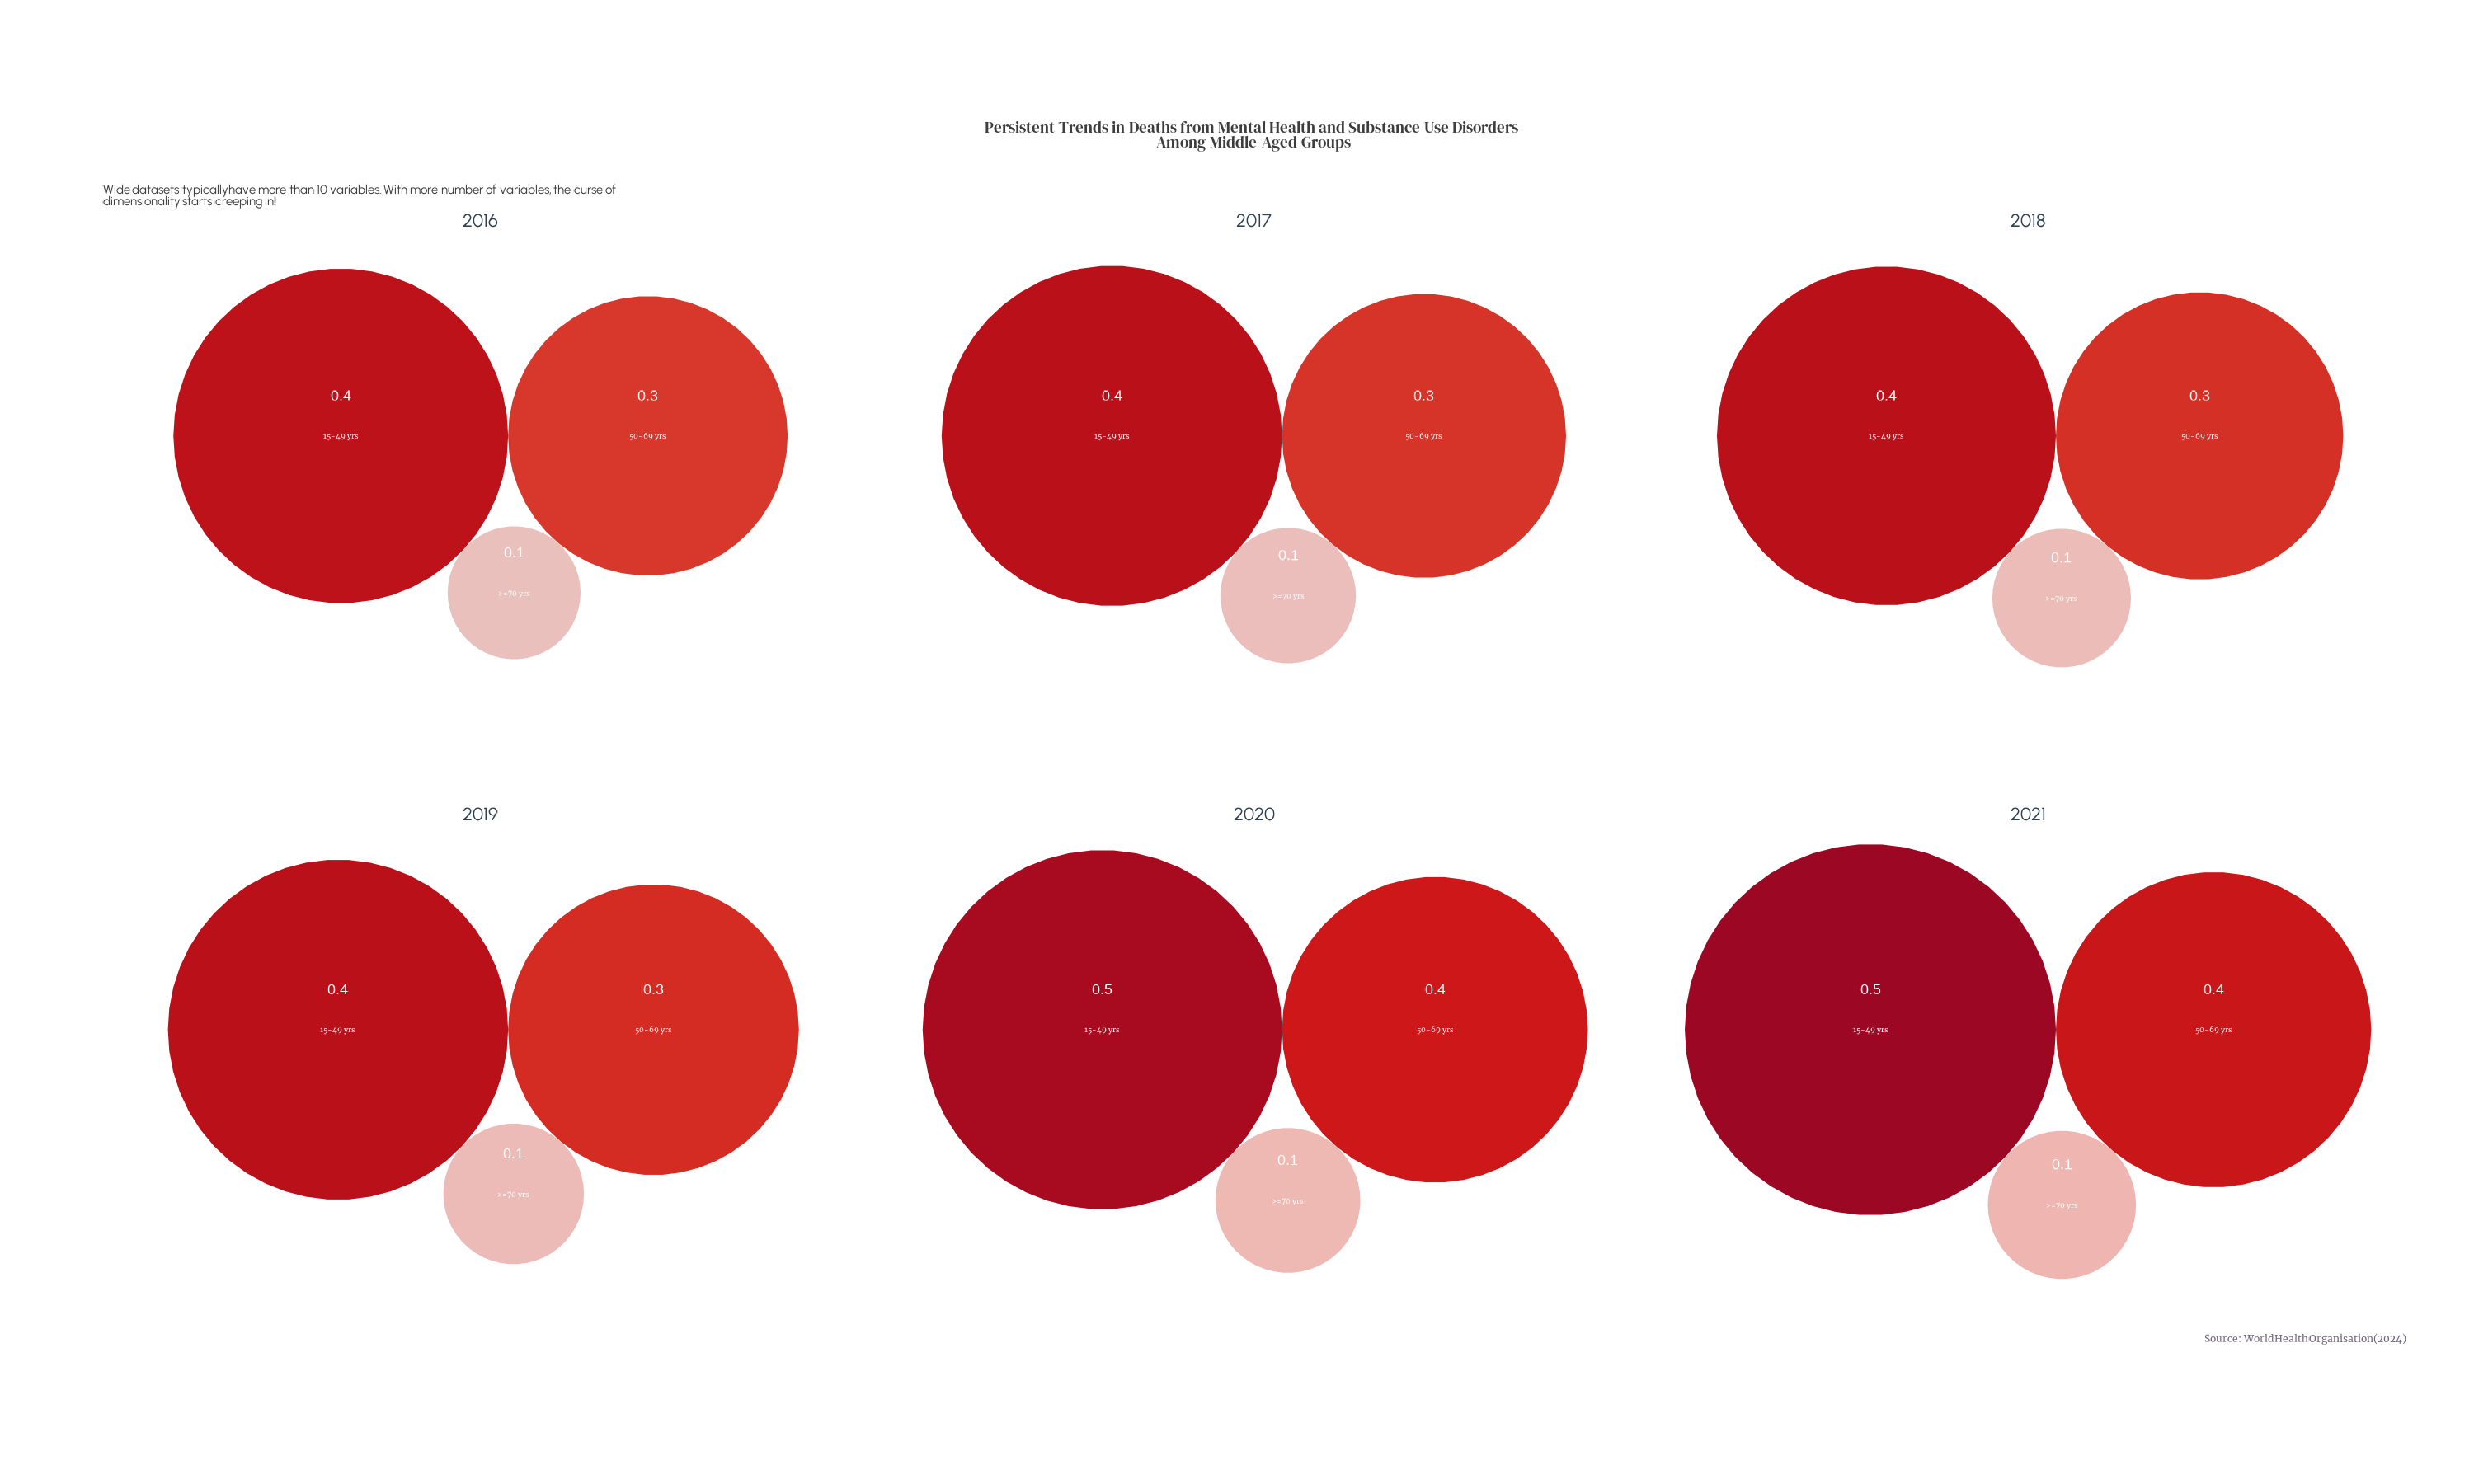 Persistent Trends in Deaths from Mental Health and Substance Use Disorders
Among Middle-Aged Groups
Wide datasets typicallyhave more than 10 variables. With more number of variables, the curse of
dimensionality starts creeping in!
2016
0.4
15-49 yrs
0.3
50-69 yrs
0.1
>=70 yrs
2017
0.4
15-49 yrs
0.3
50-69 yrs
0.1
>=70 yrs
2018
0.4
15-49 yrs
0.3
50-69 yrs
0.1
>=70 yrs
2019
0.4
15-49 yrs
0.3
50-69 yrs
0.1
>=70 yrs
2020
0.5
15-49 yrs
0.4
50-69 yrs
0.1
>=70 yrs
2021
0.5
15-49 yrs
0.4
50-69 yrs
0.1
>=70 yrs
Source: WorldHealthOrganisation(2024)